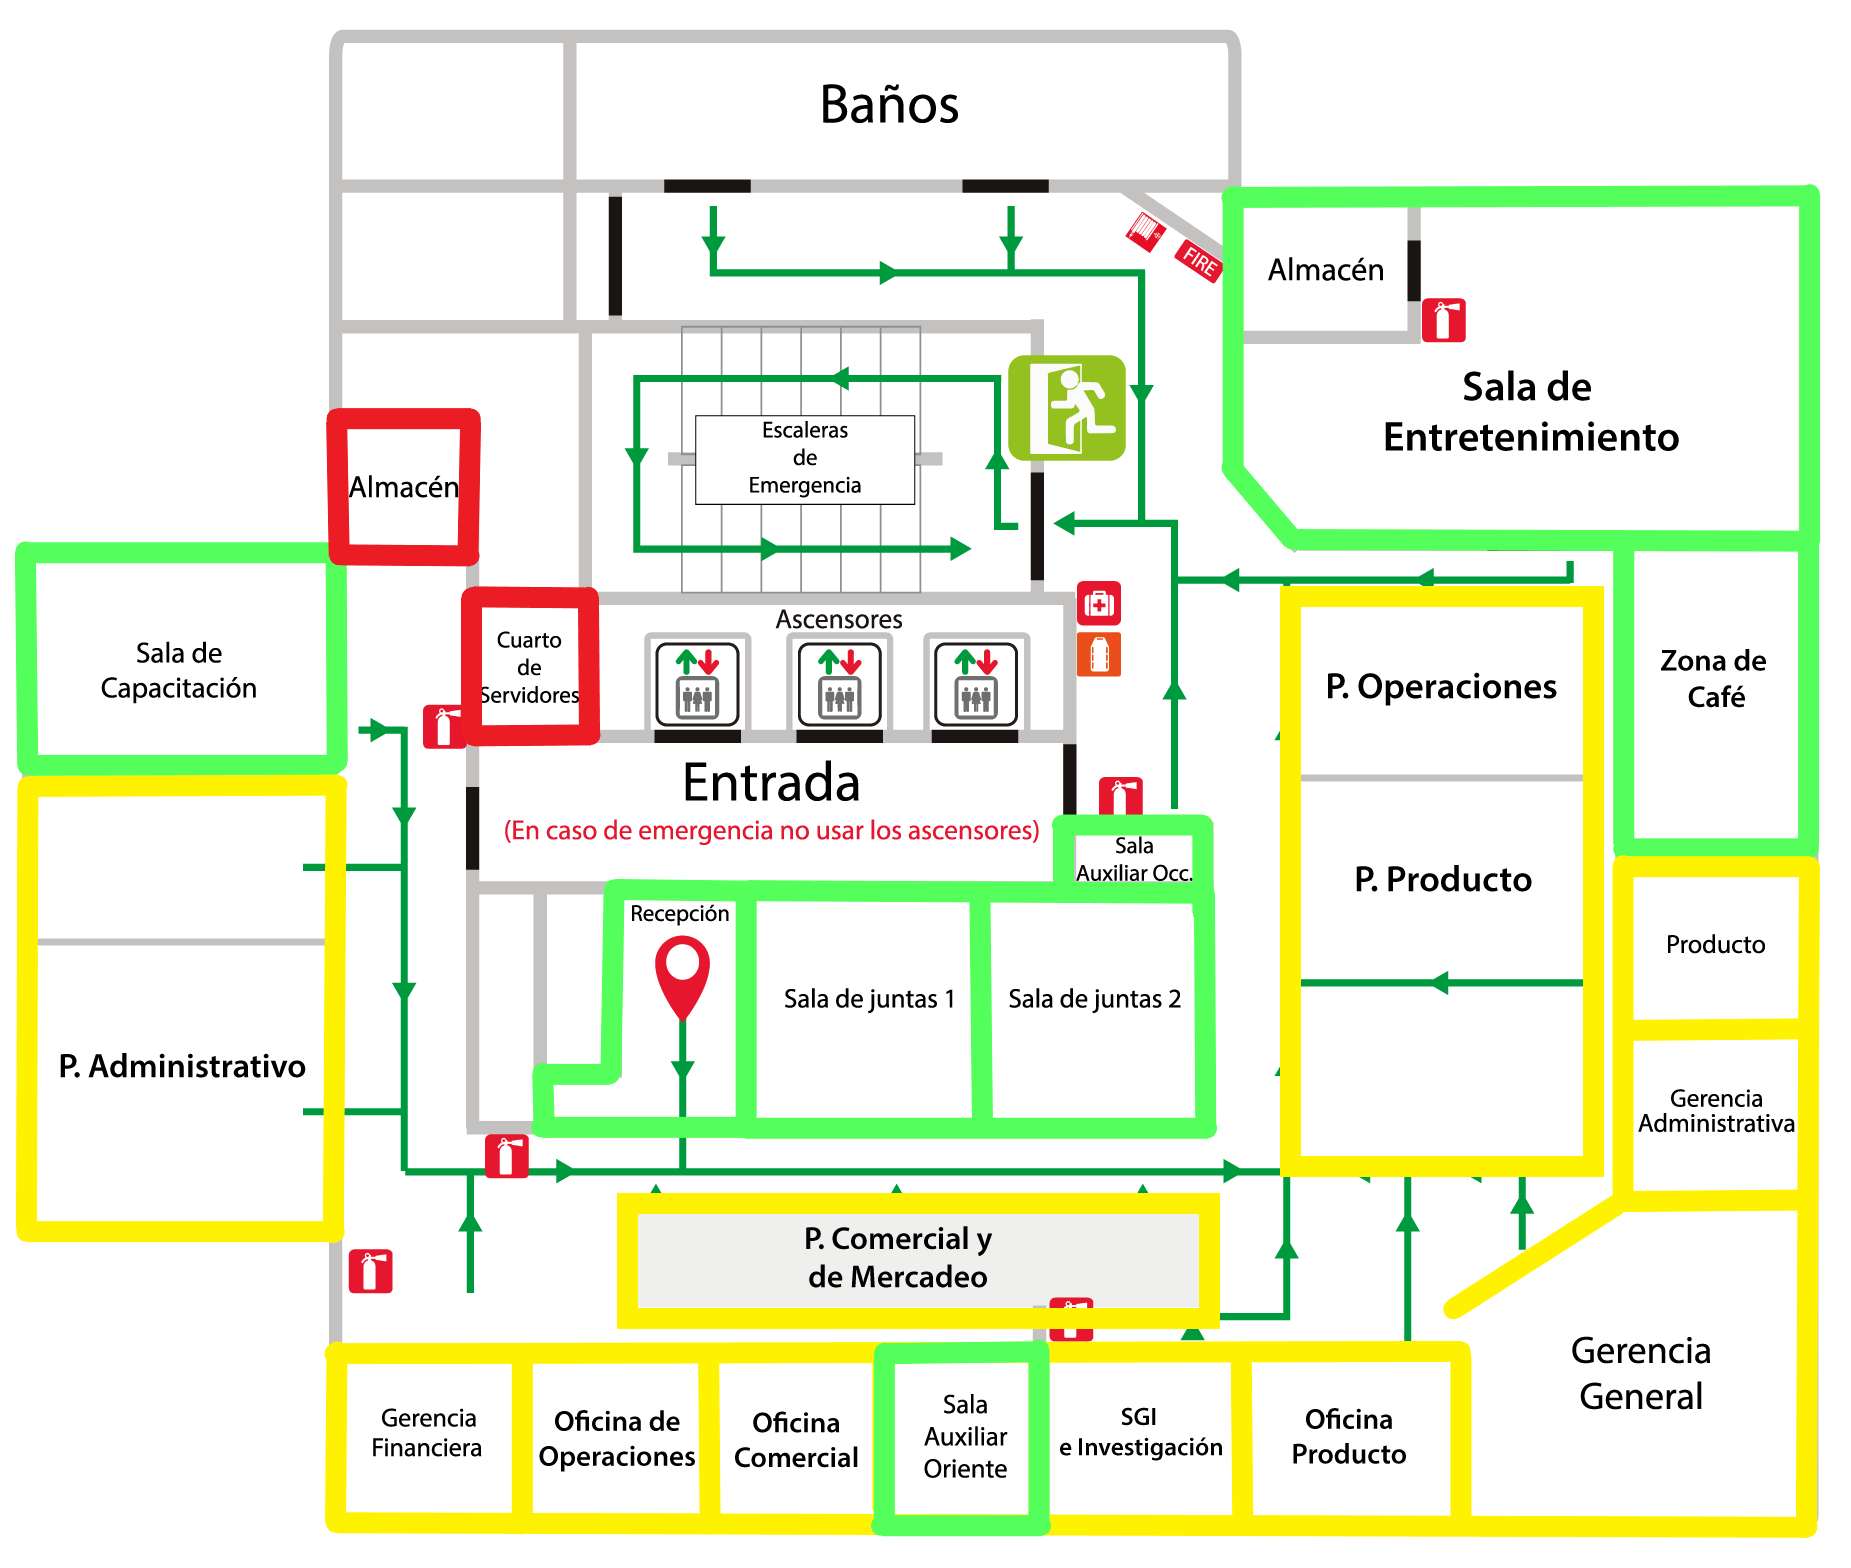 Baños
FIRE
Almacén
Sala de
Entretenimiento
Escaleras
de
Emergencia
Almacén
Sala de
Capacitación
Cuarto
de
Servidores
Ascensores
P. Operaciones
Zona de
Café
Entrada
(En caso de emergencia no usar los ascensores)
Sala
Auxiliar Occ.
P. Producto
Recepción
Producto
Sala de juntas 1
Sala de juntas 2
P. Administrativo
Gerencia
Administrativa
P. Comercial y
de Mercadeo
Gerencia
General
Gerencia
Financiera
Oficina de
Operaciones
Oficina
Comercial
Sala
Auxiliar
Oriente
SGI
e Investigación
Oficina
Producto